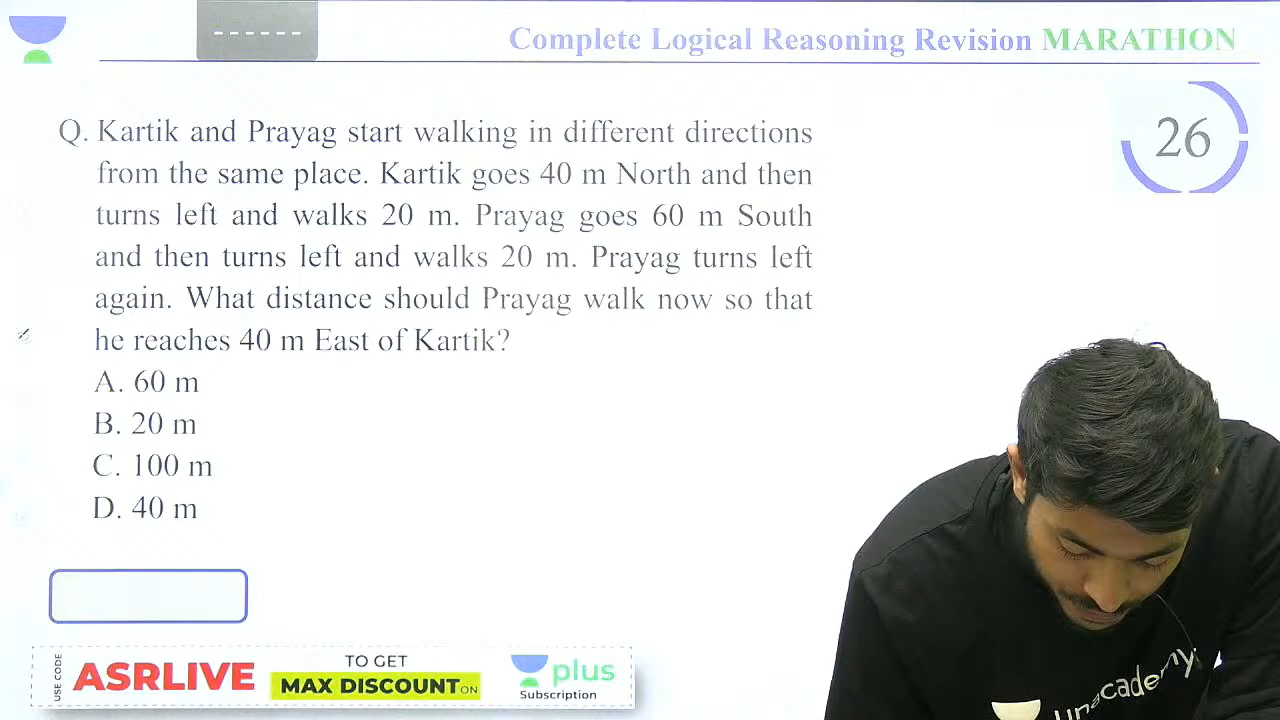 Complete Logical Reasoning Revision MARATHON
26
Q. Kartik and Prayag start walking in different directions
from the same place. Kartik goes 40 m North and then
turns left and walks 20 m. Prayag goes 60 m South
and then turns left and walks 20 m. Prayag turns left
again. What distance should Prayag walk now so that
he reaches 40 m East of Kartik?
A. 60 m
B. 20 m
C. 100 m
D. 40 m
USE CODE
ASRLIVE
TO GET
MAX DISCOUNT ON
plus
Subscription
unacademy